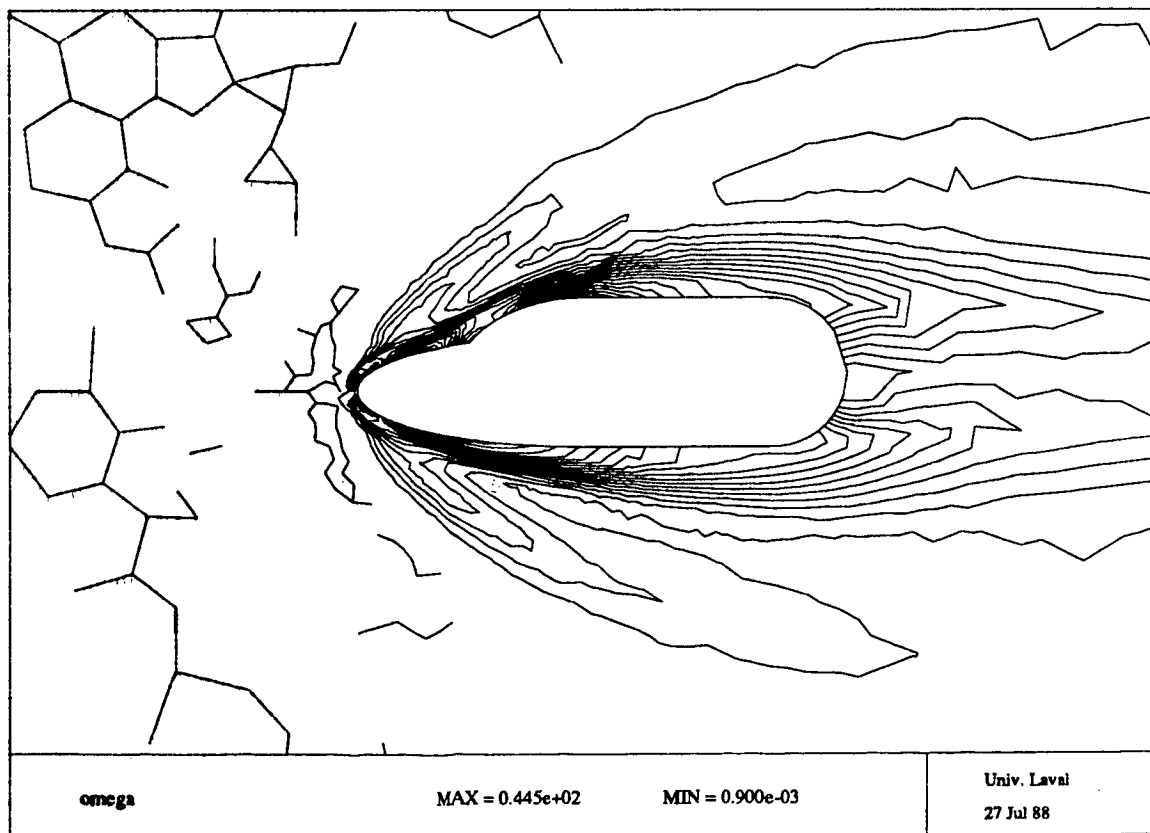 omega
MAX = 0.445e+02
MIN = 0.900e-03
Univ. Laval
27 Jul 88